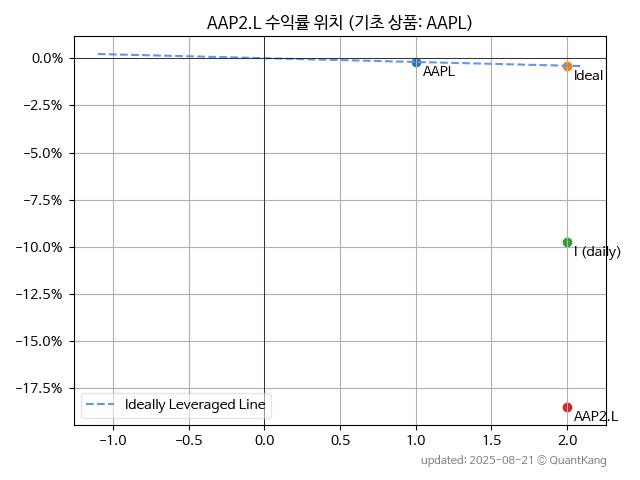 AAP2.L 수익률 위치 (기초 상품: AAPL)
0.0%
−2.5%
−5.0%
−7.5%
−10.0%
−12.5%
−15.0%
−17.5%
AAPL
Ideal
I (daily)
AAP2.L
Ideally Leveraged Line
−1.0 −0.5 0.0 0.5 1.0 1.5 2.0
updated: 2025-08-21 © QuantKang